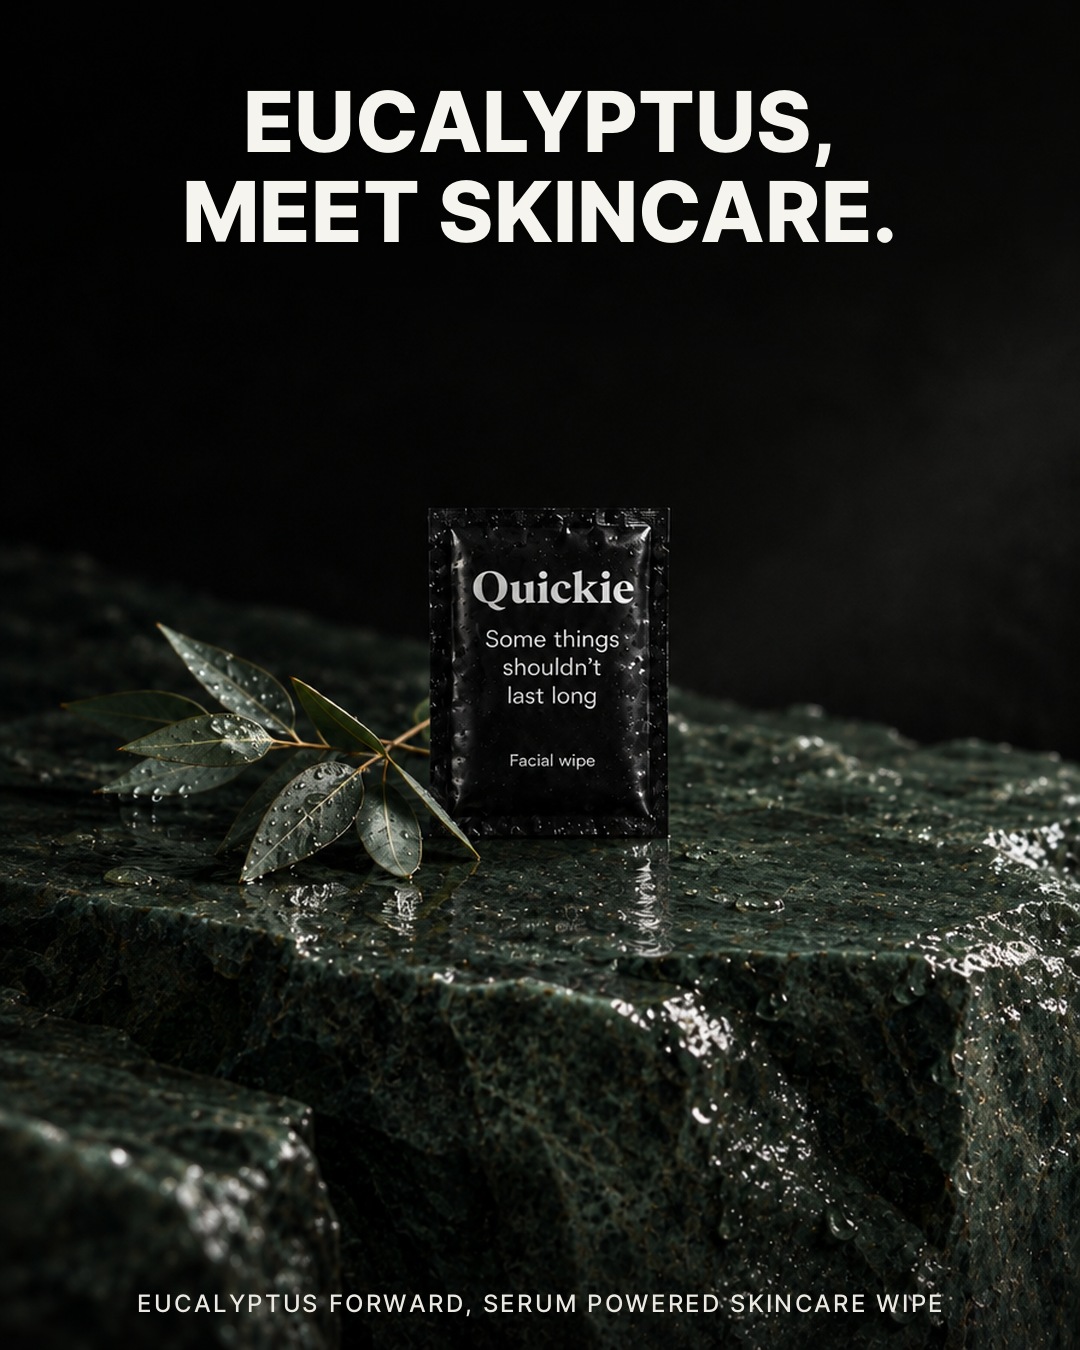 EUCALYPTUS,
MEET SKINCARE.
Quickie
Some things
shouldn't
last long
Facial wipe
EUCALYPTUS FORWARD, SERUM POWERED SKINCARE WIPE